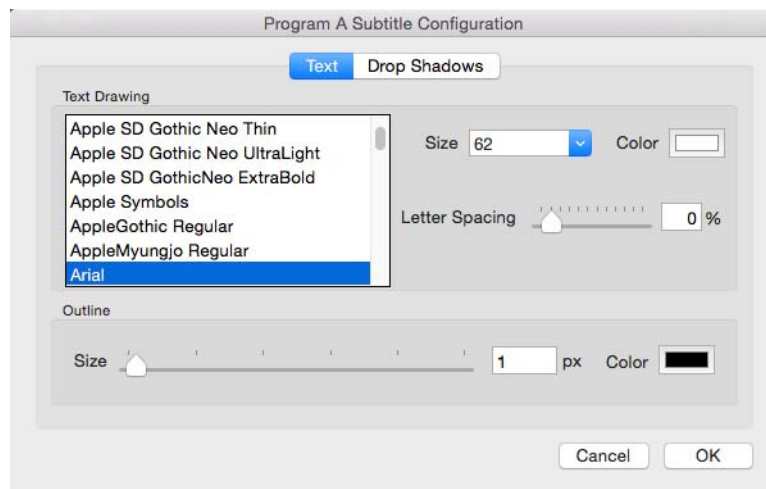 Program A Subtitle Configuration
Text Drop Shadows
Text Drawing
Apple SD Gothic Neo Thin
Apple SD Gothic Neo UltraLight
Apple SD GothicNeo ExtraBold
Apple Symbols
AppleGothic Regular
AppleMyungjo Regular
Arial
Size 62 Color
Letter Spacing 0 %
Outline
Size 1 px Color
Cancel OK